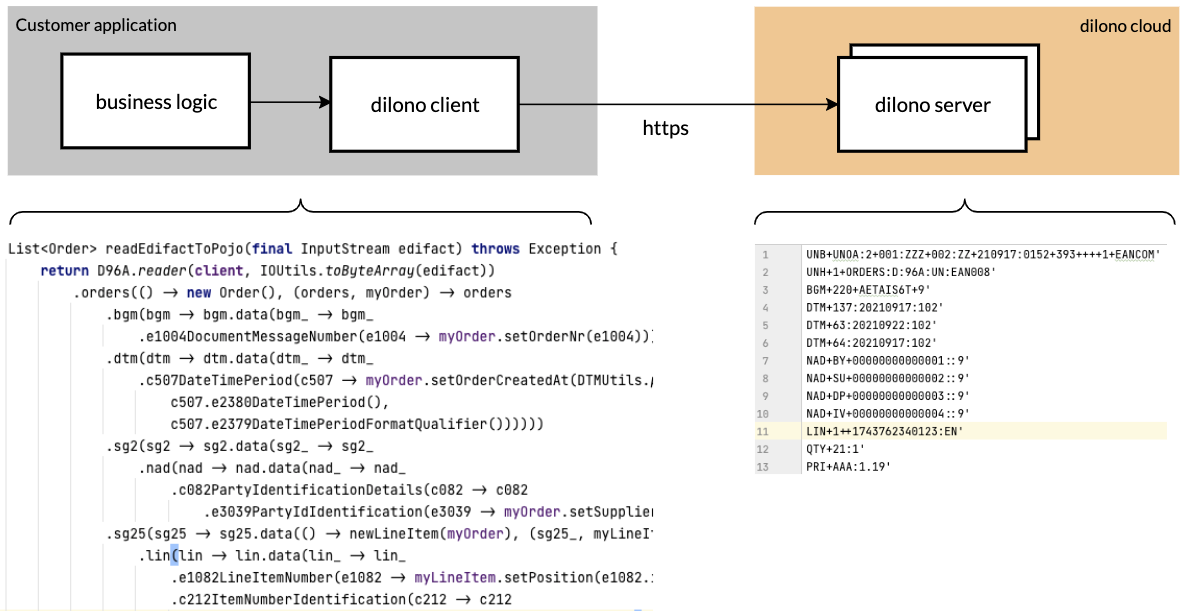 Customer application
dilono cloud
business logic
dilono client
https
dilono server
List<Order> readEdifactToPojo(final InputStream edifact) throws Exception {
return D96A.reader(client, IOUtils.toByteArray(edifact))
.orders(() → new Order(), (orders, myOrder) → orders
.bgm(bgm → bgm.data(bgm_ → bgm_
.e1004DocumentMessageNumber(e1004 → myOrder.setOrderNr(e1004)))
.dtm(dtm → dtm.data(dtm_ → dtm_
.c507DateTimePeriod(c507 → myOrder.setOrderCreatedAt(DTMUtils.
c507.e2380DateTimePeriod(),
c507.e2379DateTimePeriodFormatQualifier())))))
.sg2(sg2 → sg2.data(sg2_ → sg2_
.nad(nad → nad.data(nad_ → nad_
.c082PartyIdentificationDetails(c082 → c082
.e3039PartyIdIdentification(e3039 → myOrder.setSupplier
.sg25(sg25 → sg25.data(() → newLineItem(myOrder), (sg25_, myLineI
.lin(lin → lin.data(lin_ → lin_
.e1082LineItemNumber(e1082 → myLineItem.setPosition(e1082.
.c212ItemNumberIdentification(c212 → c212
1 UNB+UNOA:2+001:ZZZ+002:ZZ+210917:0152+393++++1+EANCOM'
2 UNH+1+ORDERS:D:96A:UN:EAN008'
3 BGM+220+AETAIS6T+9'
4 DTM+137:20210917:102'
5 DTM+63:20210922:102'
6 DTM+64:20210917:102'
7 NAD+BY+00000000000001::9'
8 NAD+SU+00000000000002::9'
9 NAD+DP+00000000000003::9'
10 NAD+IV+00000000000004::9'
11 LIN+1++1743762340123:EN'
12 QTY+21:1'
13 PRI+AAA:1.19'